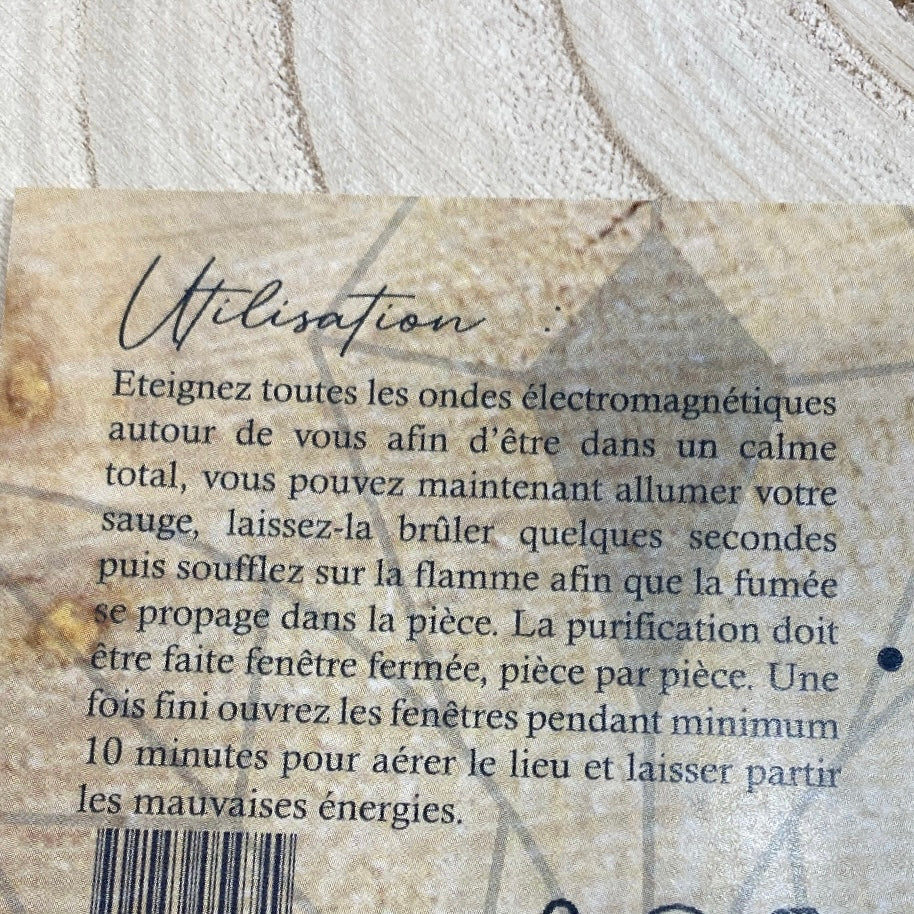 Utilisation :
Eteignez toutes les ondes électromagnétiques
autour de vous afin d'être dans un calme
total, vous pouvez maintenant allumer votre
sauge, laissez-la brûler quelques secondes
puis soufflez sur la flamme afin que la fumée
se propage dans la pièce. La purification doit
être faite fenêtre fermée, pièce par pièce. Une
fois fini ouvrez les fenêtres pendant minimum
10 minutes pour aérer le lieu et laisser partir
les mauvaises énergies.